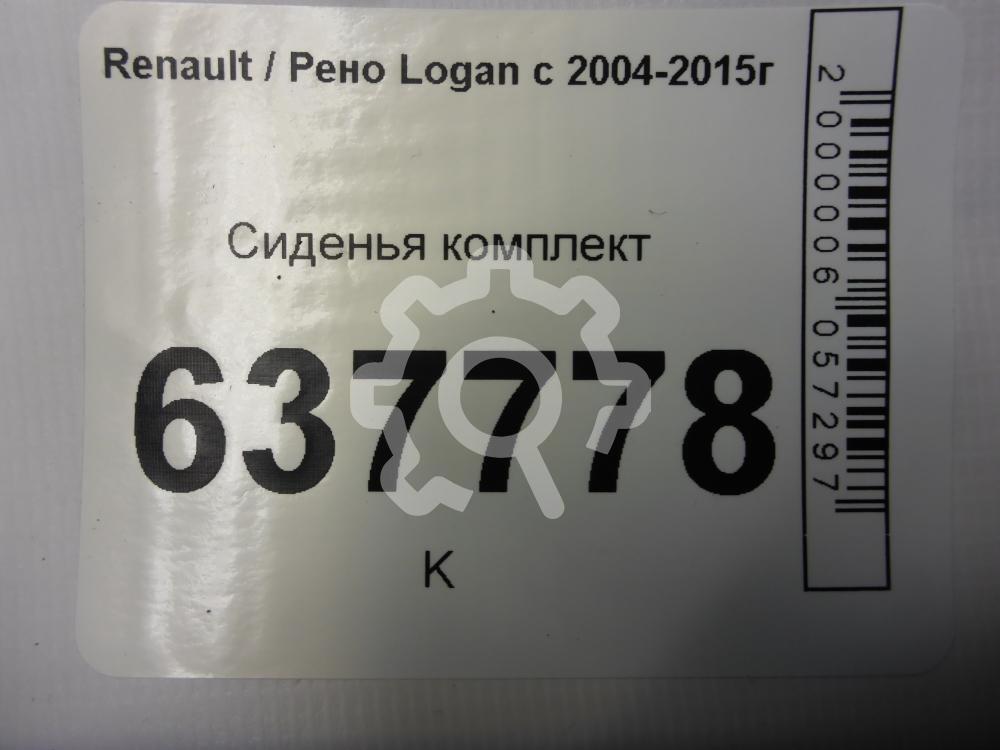 Renault / Рено Logan с 2004-2015г
Сиденья комплект
637778
К
2000006057297